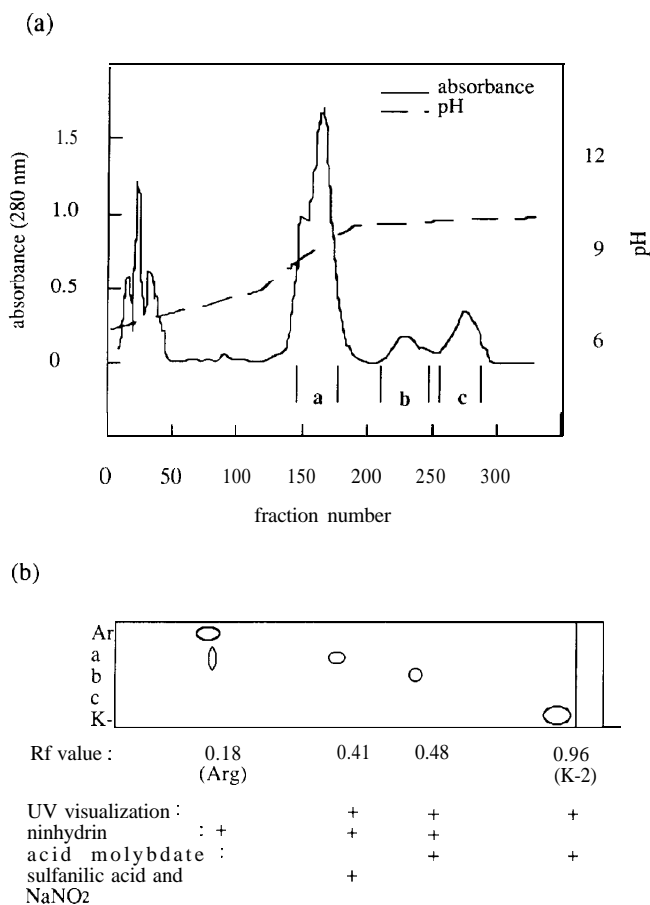 (a)
absorbance
pH
absorbance (280 nm)
1.5
1.0
0.5
0
12
9
6
pH
a b c
0 50 100 150 200 250 300
fraction number
(b)
Ar
a
b
c
K-
Rf value : 0.18 0.41 0.48 0.96
(Arg) (K-2)
UV visualization : + + +
ninhydrin : + + +
acid molybdate : + +
sulfanilic acid and +
NaNO2